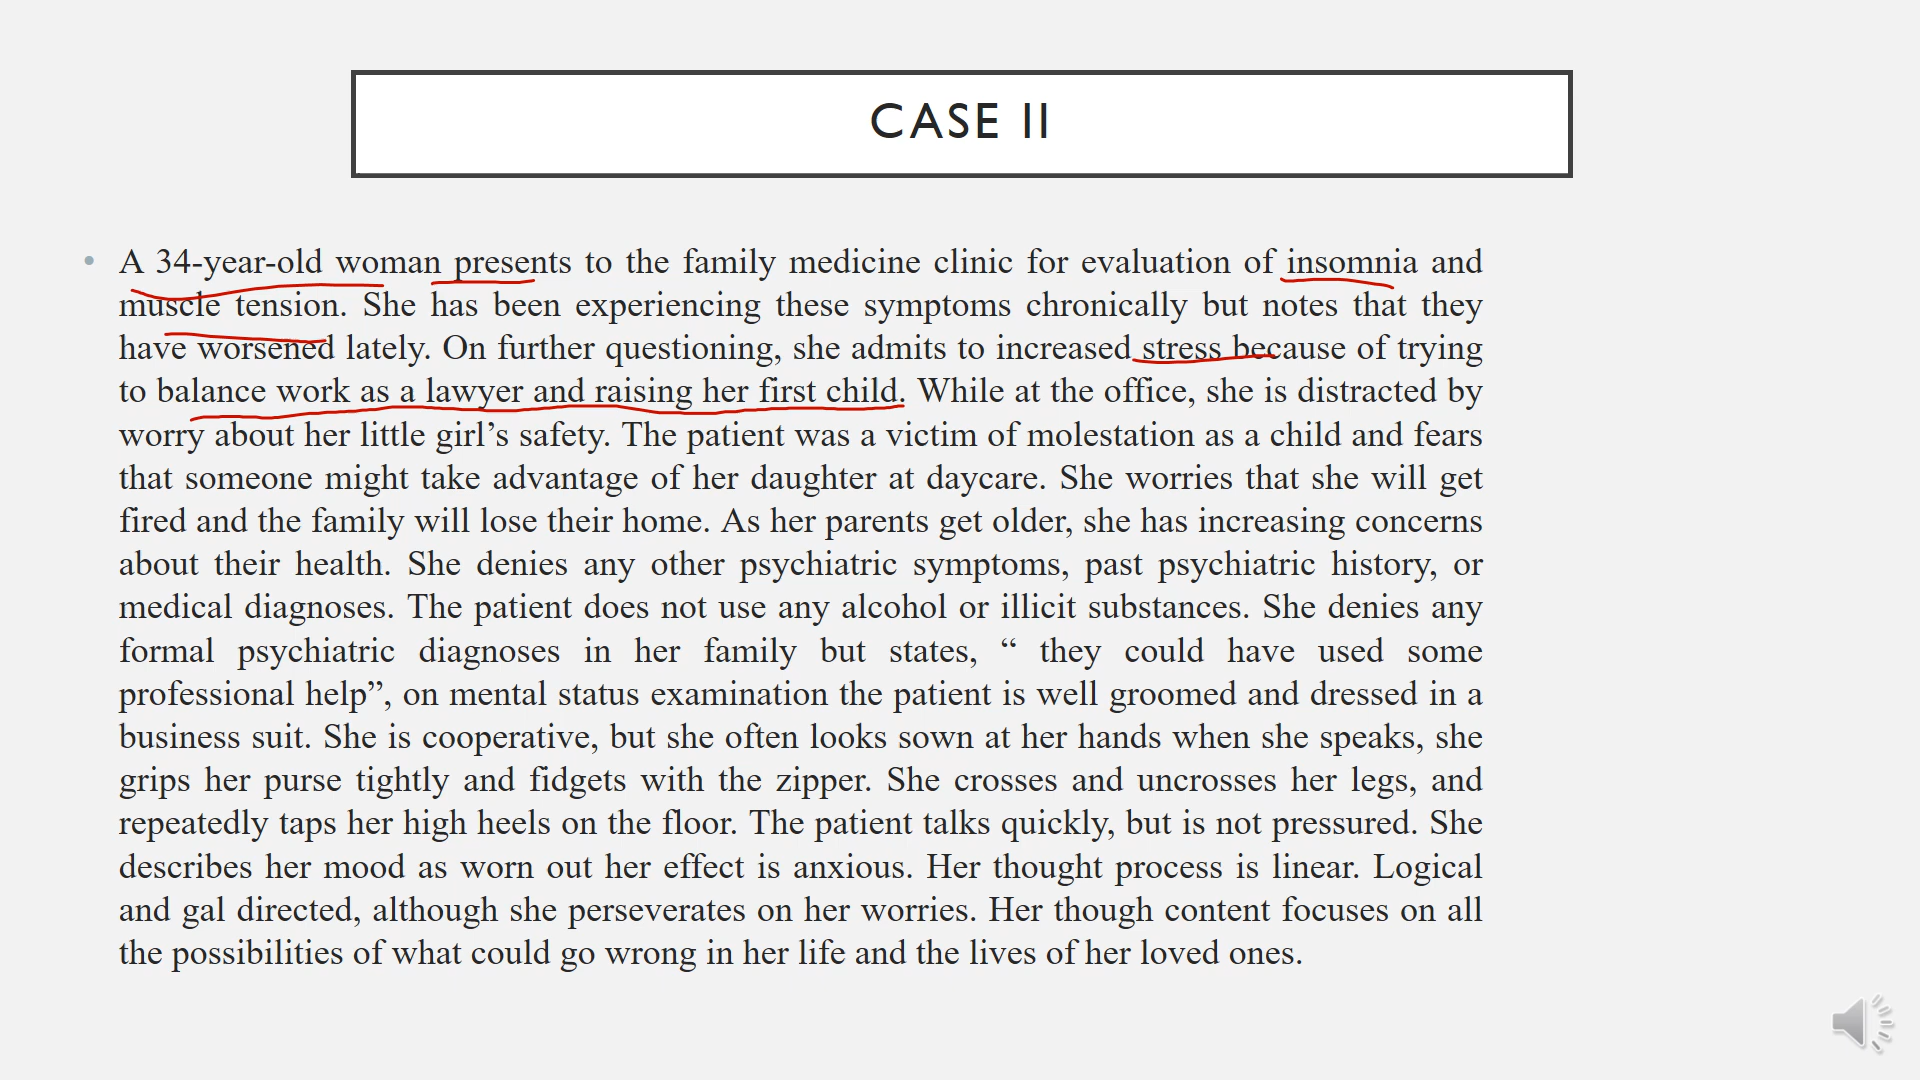 CASE II
• A 34-year-old woman presents to the family medicine clinic for evaluation of insomnia and
muscle tension. She has been experiencing these symptoms chronically but notes that they
have worsened lately. On further questioning, she admits to increased stress because of trying
to balance work as a lawyer and raising her first child. While at the office, she is distracted by
worry about her little girl’s safety. The patient was a victim of molestation as a child and fears
that someone might take advantage of her daughter at daycare. She worries that she will get
fired and the family will lose their home. As her parents get older, she has increasing concerns
about their health. She denies any other psychiatric symptoms, past psychiatric history, or
medical diagnoses. The patient does not use any alcohol or illicit substances. She denies any
formal psychiatric diagnoses in her family but states, “ they could have used some
professional help”, on mental status examination the patient is well groomed and dressed in a
business suit. She is cooperative, but she often looks sown at her hands when she speaks, she
grips her purse tightly and fidgets with the zipper. She crosses and uncrosses her legs, and
repeatedly taps her high heels on the floor. The patient talks quickly, but is not pressured. She
describes her mood as worn out her effect is anxious. Her thought process is linear. Logical
and gal directed, although she perseverates on her worries. Her though content focuses on all
the possibilities of what could go wrong in her life and the lives of her loved ones.